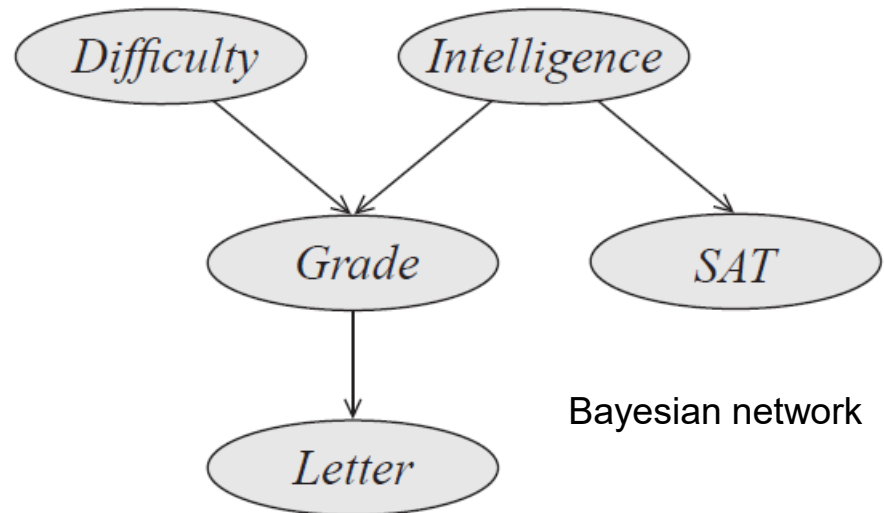 Difficulty
Intelligence
Grade
SAT
Bayesian network
Letter